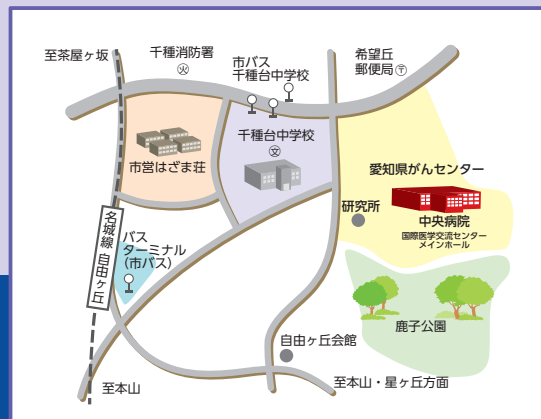 至茶屋ヶ坂
千種消防署
火
市バス
千種台中学校
希望丘
郵便局〒
千種台中学校
文
市営はざま荘
愛知県がんセンター
研究所
中央病院
国際医学交流センター
メインホール
名城線 自由ヶ丘
バス
ターミナル
(市バス)
鹿子公園
自由ヶ丘会館
至本山
至本山・星ヶ丘方面